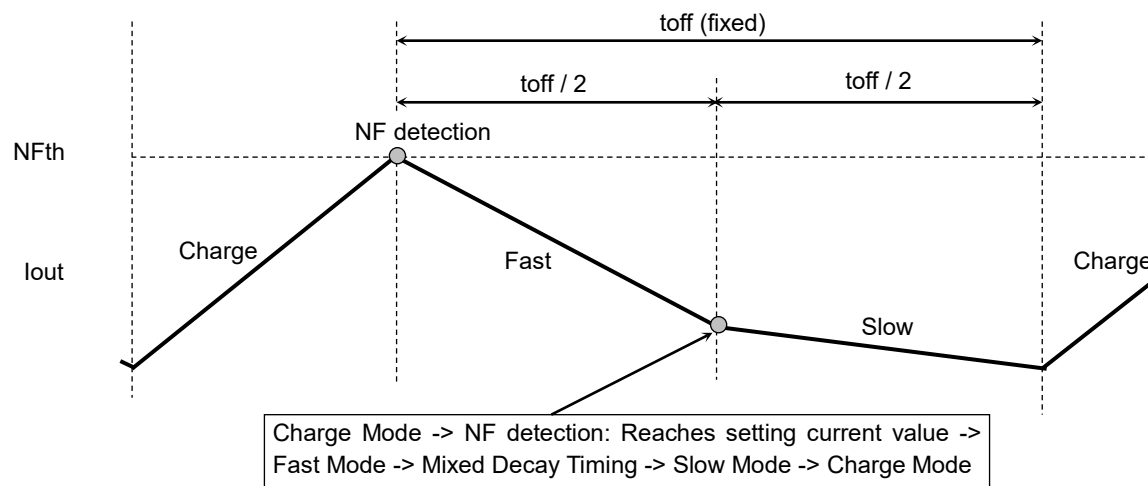 toff (fixed)
toff / 2
toff / 2
NF detection
NFth
Charge
Iout
Fast
Charge
Slow
Charge Mode -> NF detection: Reaches setting current value ->
Fast Mode -> Mixed Decay Timing -> Slow Mode -> Charge Mode